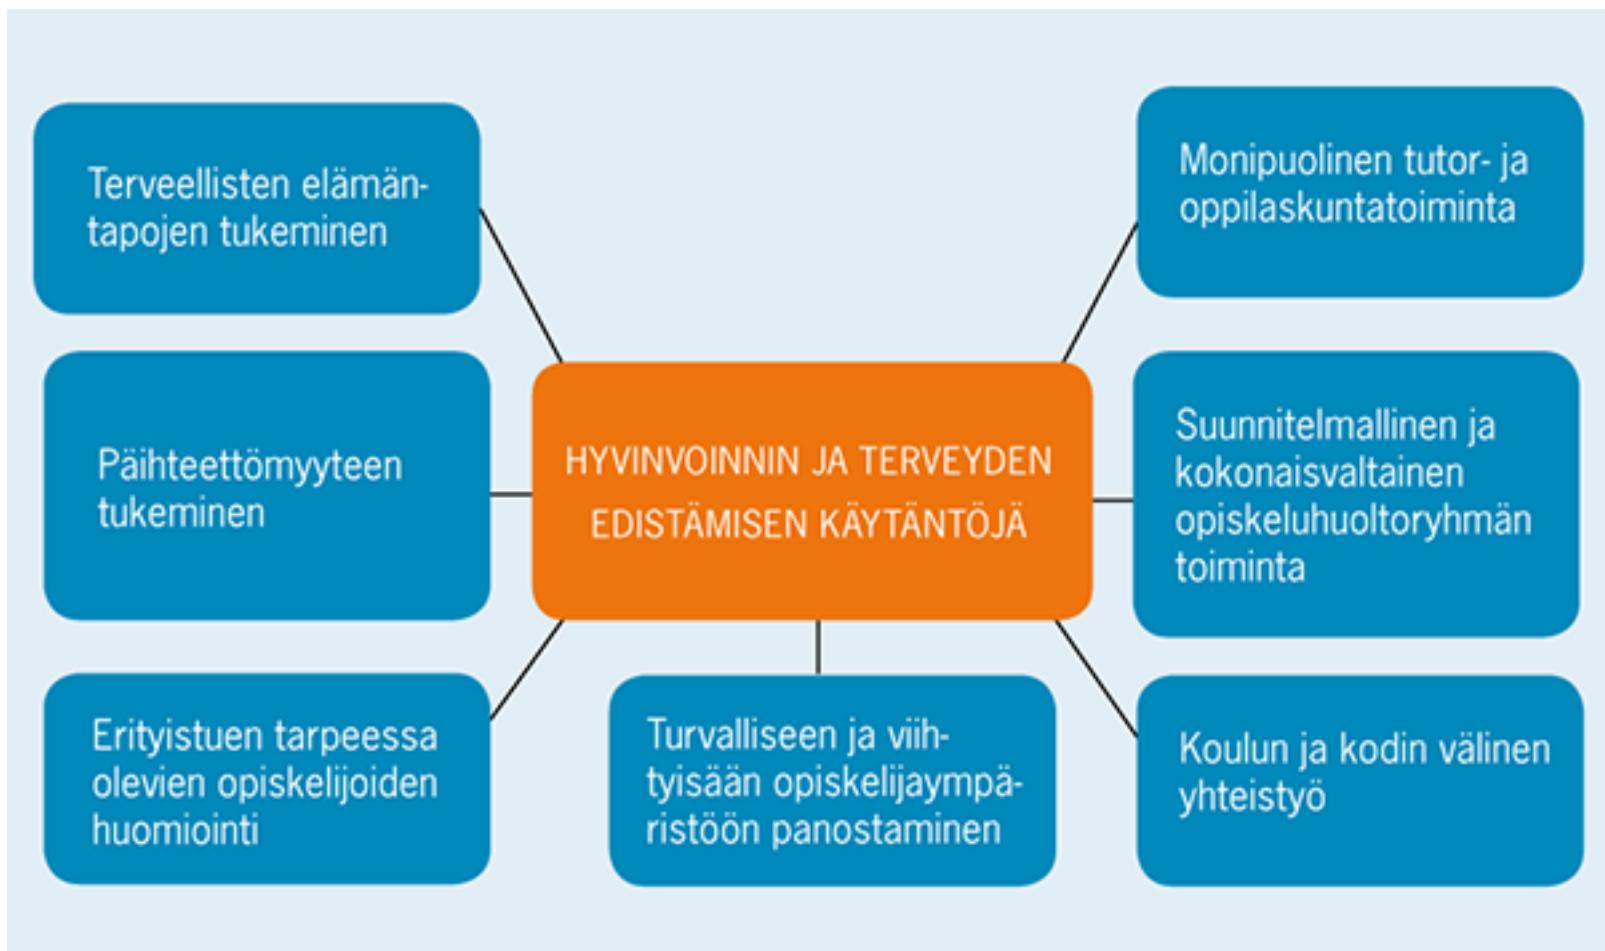 Terveellisten elämän-
tapojen tukeminen
Monipuolinen tutor- ja
oppilaskuntatoiminta
Päihteettömyyteen
tukeminen
HYVINVOINNIN JA TERVEYDEN
EDISTÄMISEN KÄYTÄNTÖJÄ
Suunnitelmallinen ja
kokonaisvaltainen
opiskeluhuoltoryhmän
toiminta
Erityistuen tarpeessa
olevien opiskelijoiden
huomiointi
Turvalliseen ja viih-
tyisään opiskelijaympä-
ristöön panostaminen
Koulun ja kodin välinen
yhteistyö